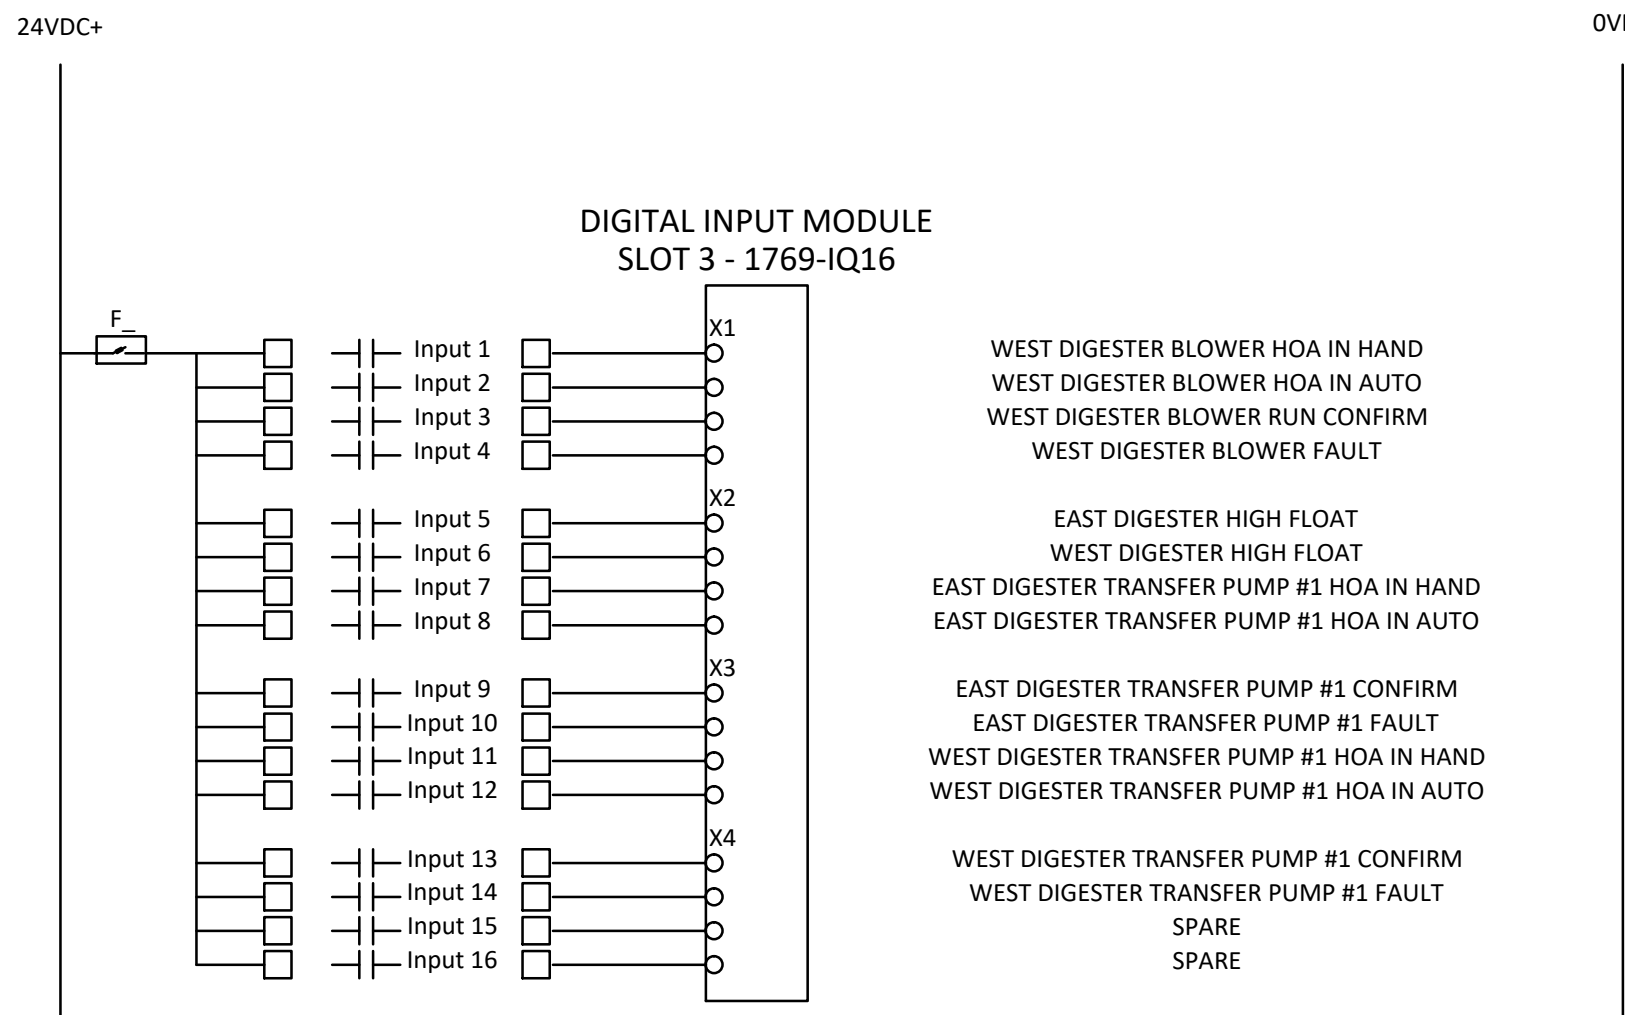 24VDC+
DIGITAL INPUT MODULE
SLOT 3 - 1769-IQ16
F_
X1
Input 1
WEST DIGESTER BLOWER HOA IN HAND
Input 2
WEST DIGESTER BLOWER HOA IN AUTO
Input 3
WEST DIGESTER BLOWER RUN CONFIRM
Input 4
WEST DIGESTER BLOWER FAULT
X2
Input 5
EAST DIGESTER HIGH FLOAT
Input 6
WEST DIGESTER HIGH FLOAT
Input 7
EAST DIGESTER TRANSFER PUMP #1 HOA IN HAND
Input 8
EAST DIGESTER TRANSFER PUMP #1 HOA IN AUTO
X3
Input 9
EAST DIGESTER TRANSFER PUMP #1 CONFIRM
Input 10
EAST DIGESTER TRANSFER PUMP #1 FAULT
Input 11
WEST DIGESTER TRANSFER PUMP #1 HOA IN HAND
Input 12
WEST DIGESTER TRANSFER PUMP #1 HOA IN AUTO
X4
Input 13
WEST DIGESTER TRANSFER PUMP #1 CONFIRM
Input 14
WEST DIGESTER TRANSFER PUMP #1 FAULT
Input 15
SPARE
Input 16
SPARE